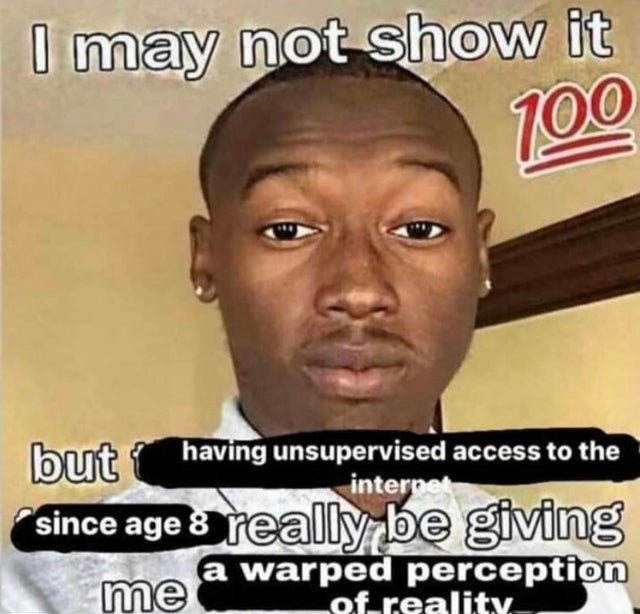 I may not show it
100
but having unsupervised access to the
internet
since age 8 really be giving
me a warped perception
of reality